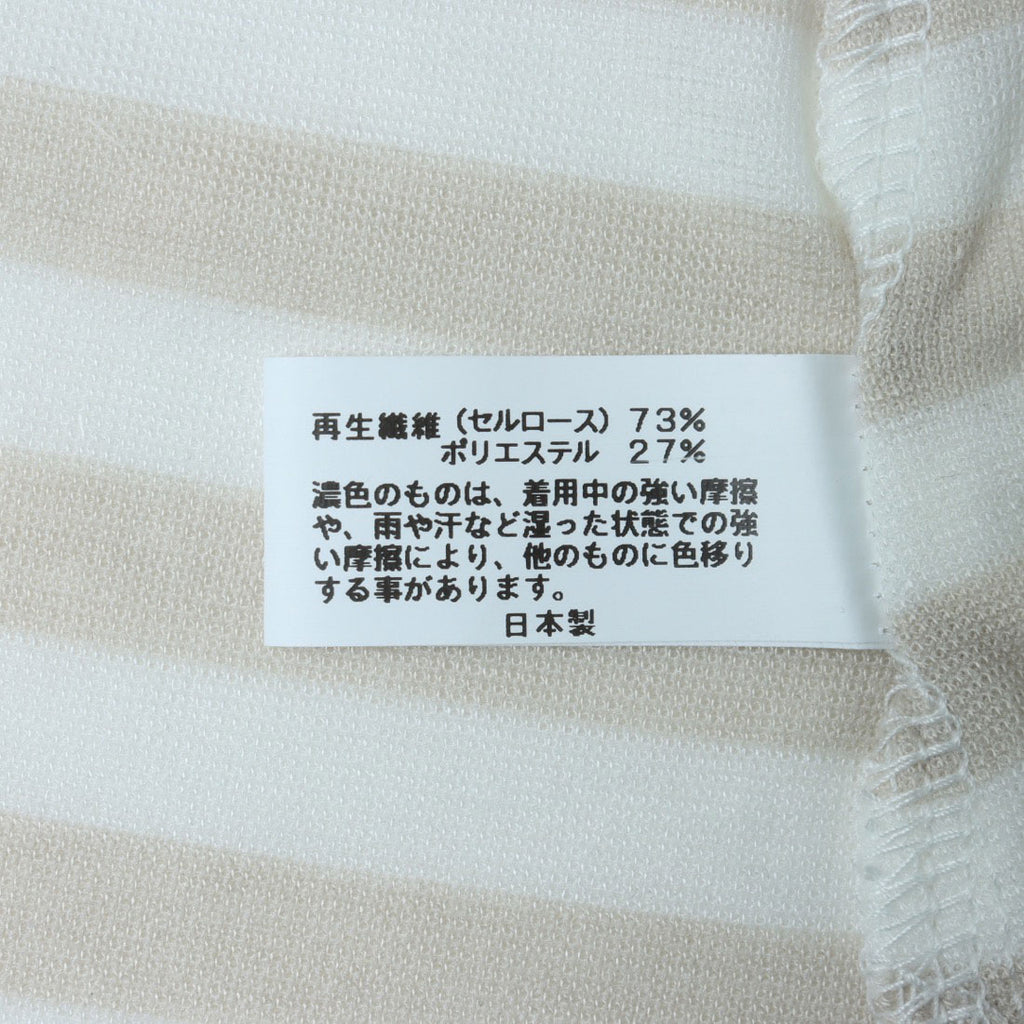 再生繊維（セルロース）７３％
ポリエステル　２７％
濃色のものは、着用中の強い摩擦
や、雨や汗など湿った状態での強
い摩擦により、他のものに色移り
する事があります。
日本製